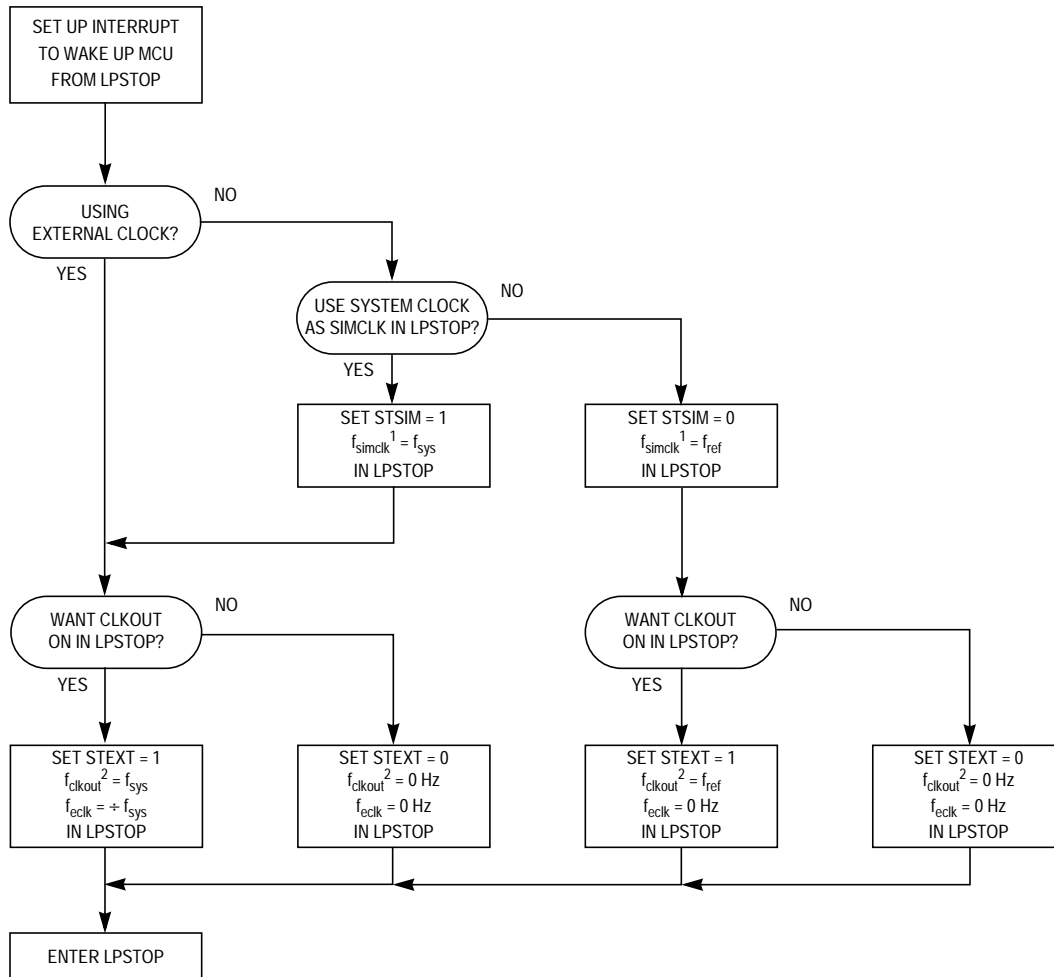 SET UP INTERRUPT
TO WAKE UP MCU
FROM LPSTOP
USING
EXTERNAL CLOCK?
NO
YES
USE SYSTEM CLOCK
AS SIMCLK IN LPSTOP?
NO
YES
SET STSIM = 1
f_simclk^1 = f_sys
IN LPSTOP
SET STSIM = 0
f_simclk^1 = f_ref
IN LPSTOP
WANT CLKOUT
ON IN LPSTOP?
NO
YES
WANT CLKOUT
ON IN LPSTOP?
NO
YES
SET STEXT = 1
f_clkout^2 = f_sys
f_eclk = ÷ f_sys
IN LPSTOP
SET STEXT = 0
f_clkout^2 = 0 Hz
f_eclk = 0 Hz
IN LPSTOP
SET STEXT = 1
f_clkout^2 = f_ref
f_eclk = 0 Hz
IN LPSTOP
SET STEXT = 0
f_clkout^2 = 0 Hz
f_eclk = 0 Hz
IN LPSTOP
ENTER LPSTOP